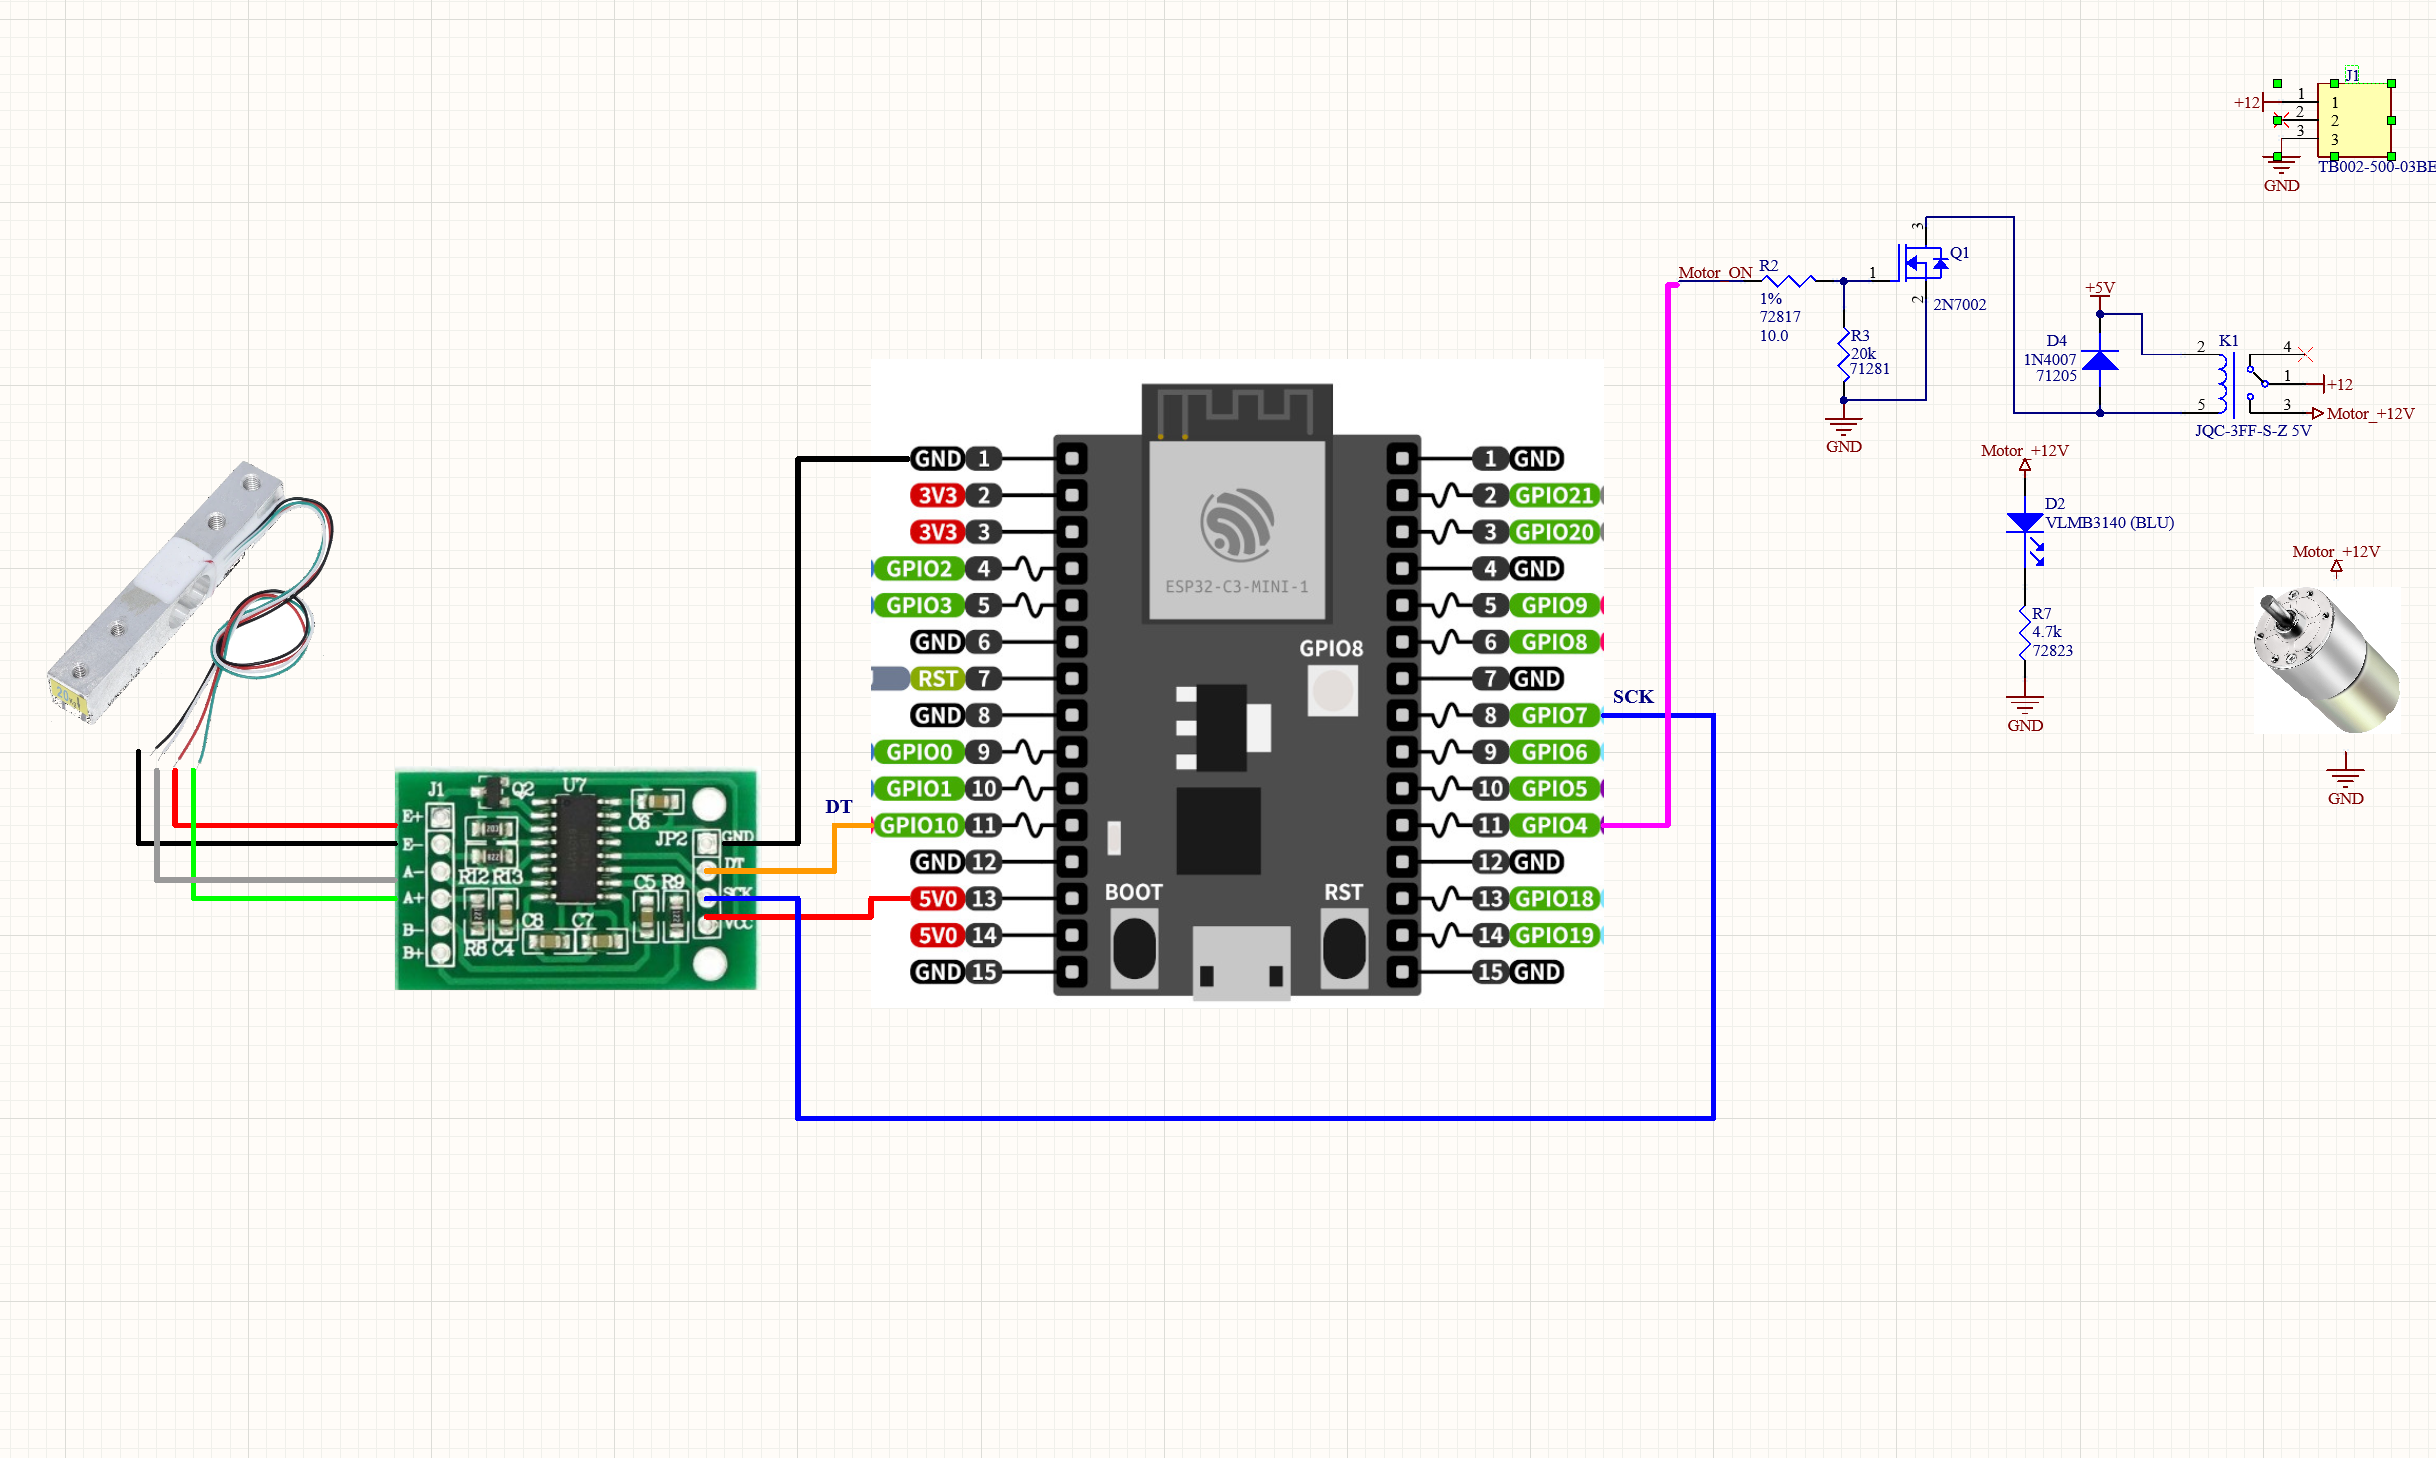 J1
+12
1
1
2
2
3
3
GND
TB002-500-03BE
Motor_ON
R2
1%
72817
10.0
1
3
2
Q1
2N7002
R3
20k
71281
GND
+5V
D4
1N4007
71205
K1
2
5
4
1
3
+12
Motor_+12V
JQC-3FF-S-Z 5V
Motor_+12V
D2
VLMB3140 (BLU)
R7
4.7k
72823
GND
Motor_+12V
GND
GND 1
3V3 2
3V3 3
GPIO2 4
GPIO3 5
GND 6
RST 7
GND 8
GPIO0 9
GPIO1 10
GPIO10 11
GND 12
5V0 13
5V0 14
GND 15
1 GND
2 GPIO21
3 GPIO20
4 GND
5 GPIO9
6 GPIO8
7 GND
8 GPIO7
9 GPIO6
10 GPIO5
11 GPIO4
12 GND
13 GPIO18
14 GPIO19
15 GND
ESP32-C3-MINI-1
GPIO8
BOOT
RST
SCK
DT
J1
Q2
U7
C6
E+
E-
A-
A+
B-
B+
203
822
R12 R13
R8 C4
C8
C7
C5 R9
JP2
GND
DT
SCK
VCC